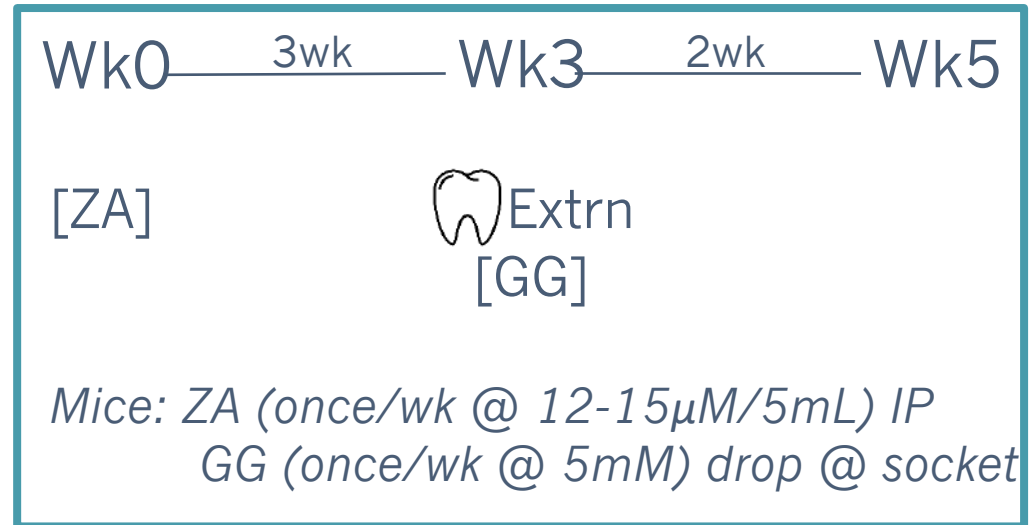 Wk0 3wk Wk3 2wk Wk5
[ZA] Extrn
[GG]
Mice: ZA (once/wk @ 12-15μM/5mL) IP
GG (once/wk @ 5mM) drop @ socket